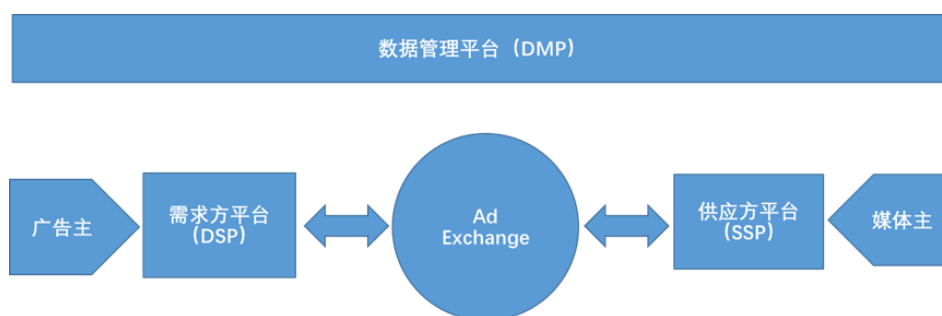 数据管理平台（DMP）
广告主
需求方平台
（DSP）
Ad
Exchange
供应方平台
（SSP）
媒体主